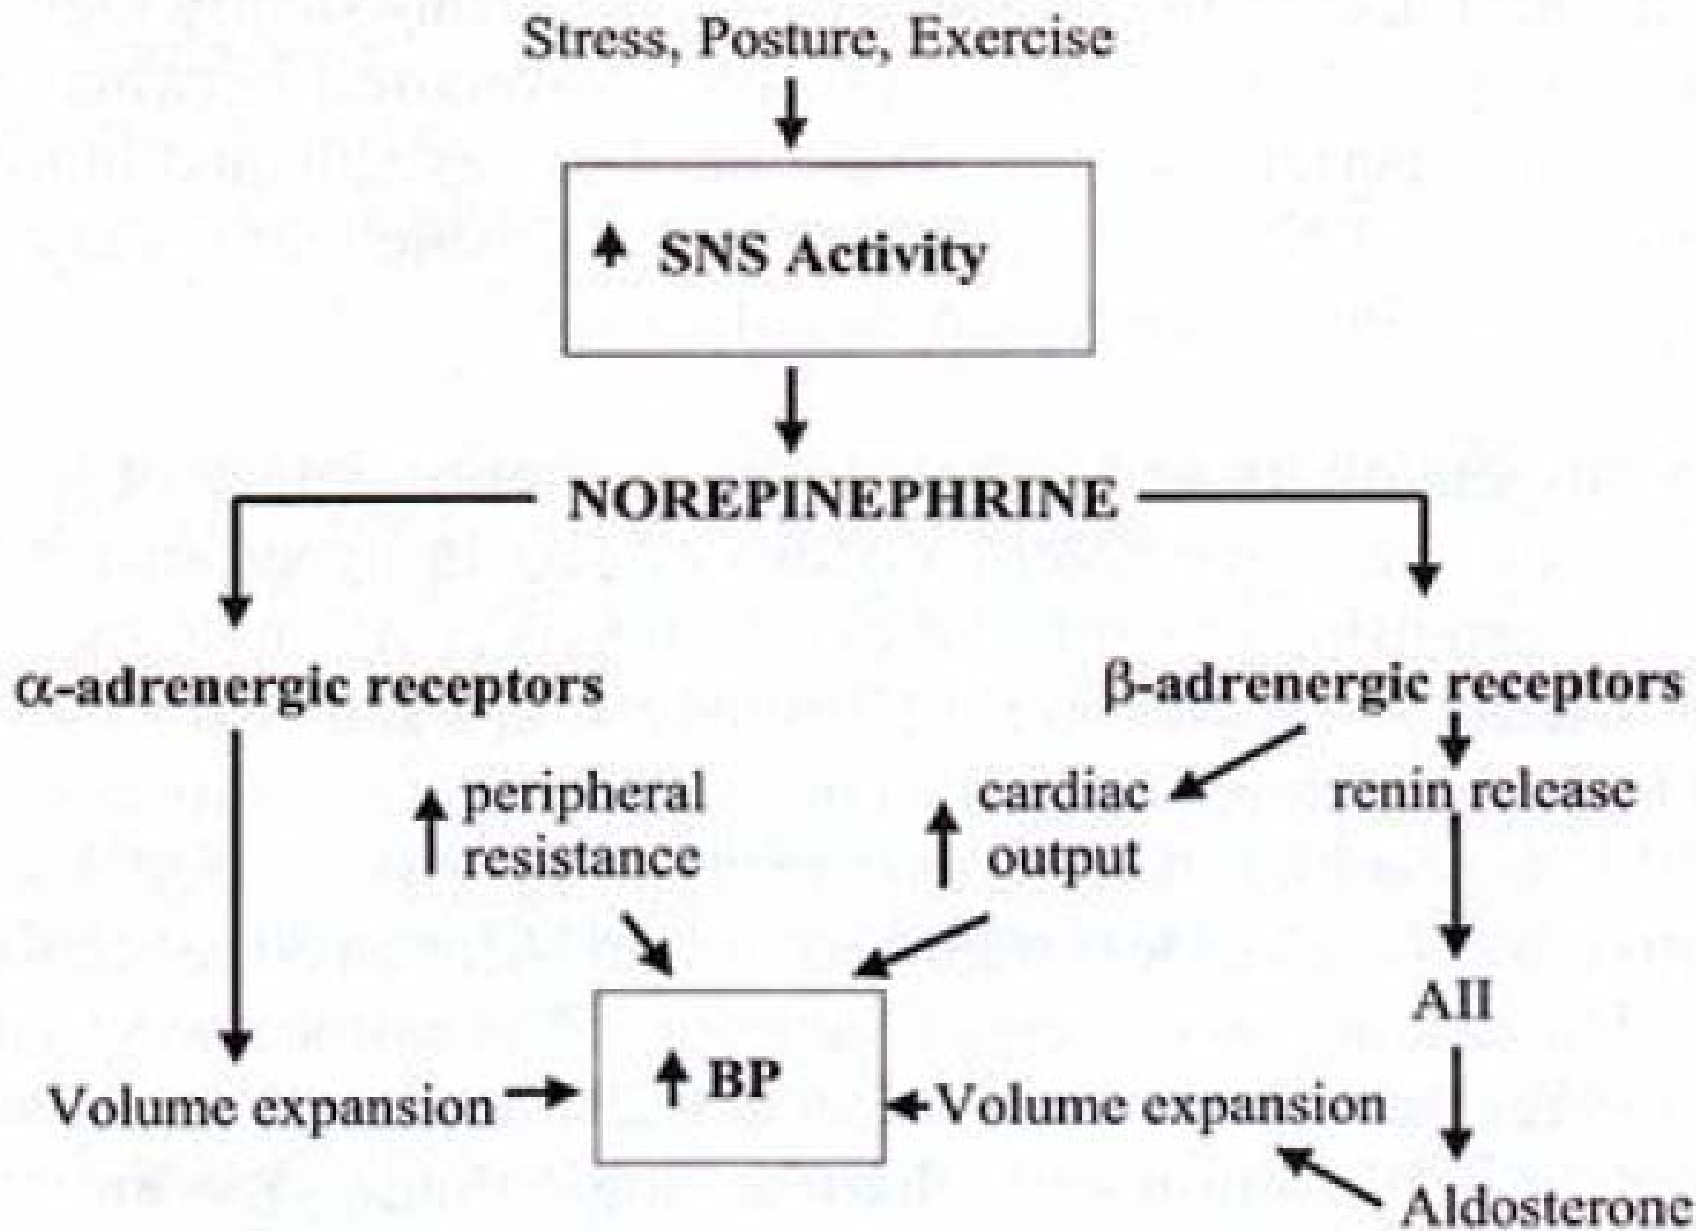 Stress, Posture, Exercise
SNS Activity
NOREPINEPHRINE
α-adrenergic receptors
β-adrenergic receptors
peripheral
resistance
cardiac
output
renin release
AII
Volume expansion
BP
Volume expansion
Aldosterone